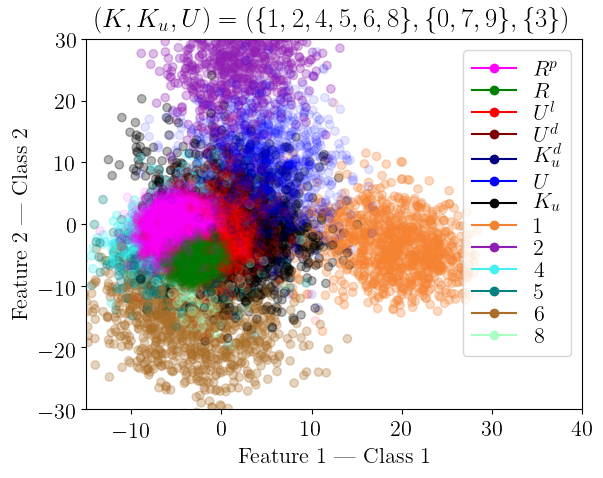 (K, K_u, U) = ({1, 2, 4, 5, 6, 8}, {0, 7, 9}, {3})
30
20
10
0
−10
−20
−30
Feature 2 — Class 2
R^p
R
U^l
U^d
K_u^d
U
K_u
1
2
4
5
6
8
−10 0 10 20 30 40
Feature 1 — Class 1